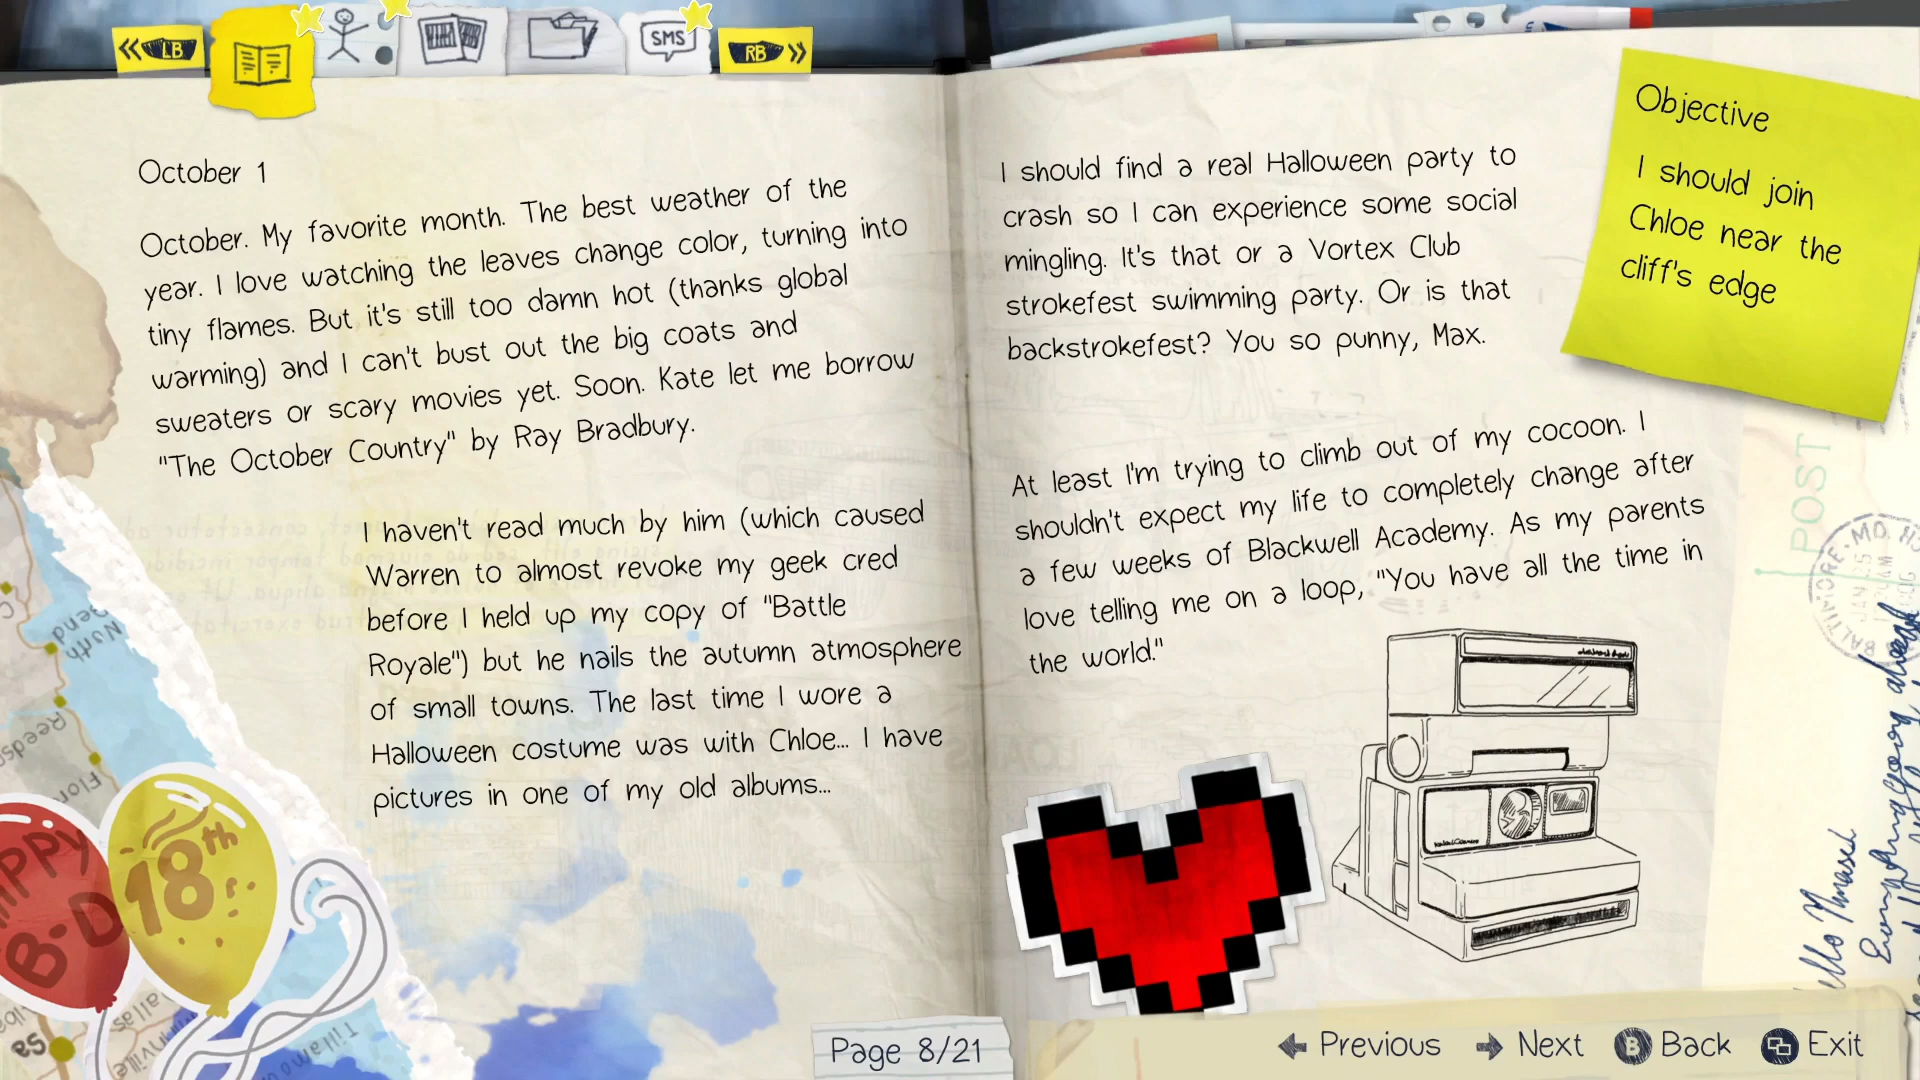 LB
SMS
RB
October 1
October. My favorite month. The best weather of the
year. I love watching the leaves change color, turning into
tiny flames. But it's still too damn hot (thanks global
warming) and I can't bust out the big coats and
sweaters or scary movies yet. Soon. Kate let me borrow
"The October Country" by Ray Bradbury.
I haven't read much by him (which caused
Warren to almost revoke my geek cred
before I held up my copy of "Battle
Royale") but he nails the autumn atmosphere
of small towns. The last time I wore a
Halloween costume was with Chloe... I have
pictures in one of my old albums...
I should find a real Halloween party to
crash so I can experience some social
mingling. It's that or a Vortex Club
strokefest swimming party. Or is that
backstrokefest? You so punny, Max.
At least I'm trying to climb out of my cocoon. I
shouldn't expect my life to completely change after
a few weeks of Blackwell Academy. As my parents
love telling me on a loop, "You have all the time in
the world."
Objective
I should join
Chloe near the
cliff's edge
POST
BALTIMORE, MD.
North
Bend
Reedsp
Flor
18th
B-D
Tillamo
Page 8/21
Previous
Next
B Back
Exit